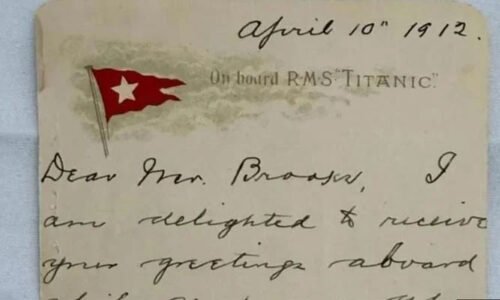 April 10th 1912.
On board R.M.S "TITANIC".
Dear Mr. Brooks, I
am delighted to receive
your greetings aboard